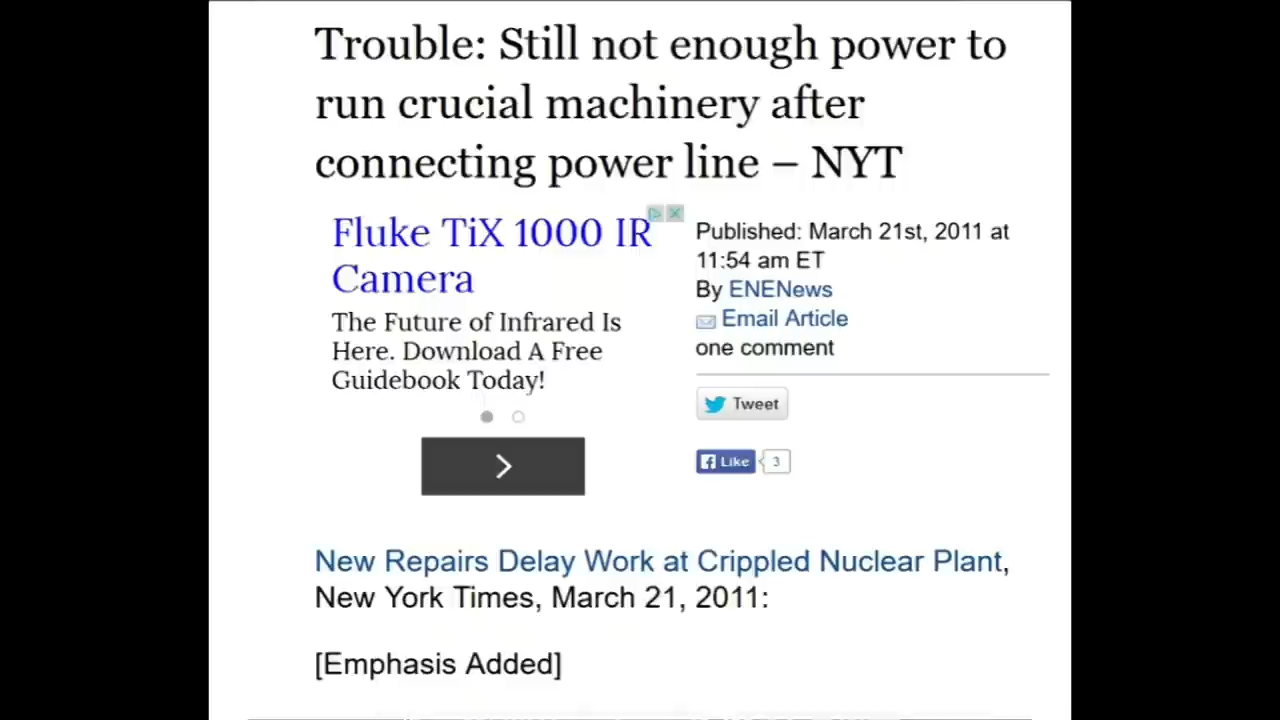 Trouble: Still not enough power to
run crucial machinery after
connecting power line – NYT
Fluke TiX 1000 IR
Camera
The Future of Infrared Is
Here. Download A Free
Guidebook Today!
Published: March 21st, 2011 at
11:54 am ET
By ENENews
Email Article
one comment
Tweet
Like 3
New Repairs Delay Work at Crippled Nuclear Plant,
New York Times, March 21, 2011:
[Emphasis Added]